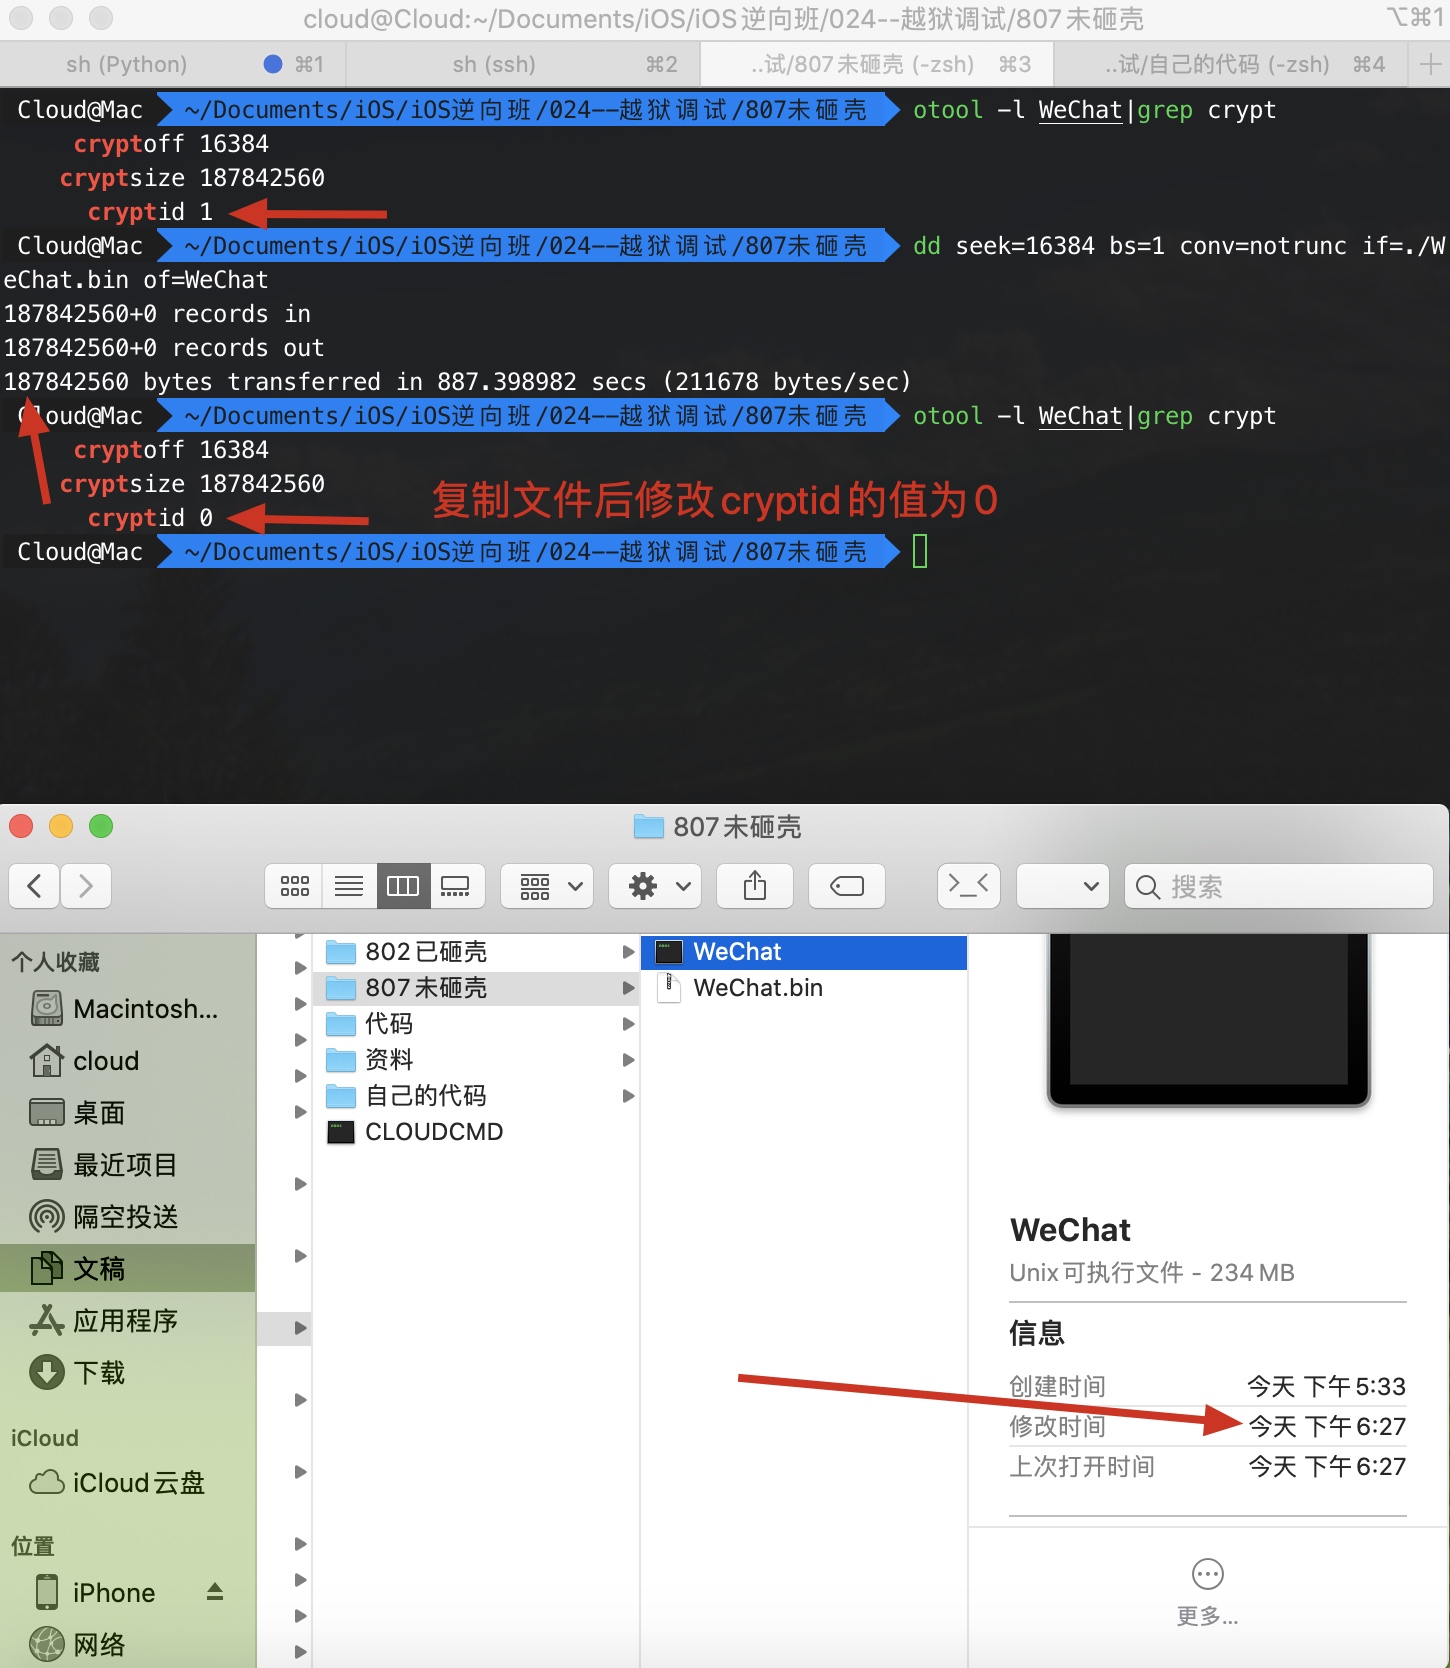 cloud@Cloud:~/Documents/iOS/iOS逆向班/024--越狱调试/807未砸壳 ⌥⌘1
sh (Python) ⌘1 sh (ssh) ⌘2 ..试/807未砸壳 (-zsh) ⌘3 ..试/自己的代码 (-zsh) ⌘4
Cloud@Mac ~/Documents/iOS/iOS逆向班/024--越狱调试/807未砸壳 otool -l WeChat|grep crypt
cryptoff 16384
cryptsize 187842560
cryptid 1
Cloud@Mac ~/Documents/iOS/iOS逆向班/024--越狱调试/807未砸壳 dd seek=16384 bs=1 conv=notrunc if=./W
eChat.bin of=WeChat
187842560+0 records in
187842560+0 records out
187842560 bytes transferred in 887.398982 secs (211678 bytes/sec)
Cloud@Mac ~/Documents/iOS/iOS逆向班/024--越狱调试/807未砸壳 otool -l WeChat|grep crypt
cryptoff 16384
cryptsize 187842560
复制文件后修改cryptid的值为0
cryptid 0
Cloud@Mac ~/Documents/iOS/iOS逆向班/024--越狱调试/807未砸壳
807未砸壳
搜索
个人收藏
Macintosh...
cloud
桌面
最近项目
隔空投送
文稿
应用程序
下载
iCloud
iCloud云盘
位置
iPhone
网络
802已砸壳
807未砸壳
代码
资料
自己的代码
CLOUDCMD
WeChat
WeChat.bin
WeChat
Unix可执行文件 - 234 MB
信息
创建时间 今天 下午5:33
修改时间 今天 下午6:27
上次打开时间 今天 下午6:27
更多...